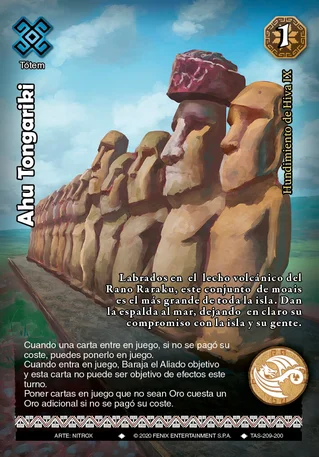 Tótem
1
Ahu Tongariki
Hundimiento de Hiva IX
Labrados en el lecho volcánico del
Rano Raraku, este conjunto de moais
es el más grande de toda la isla. Dan
la espalda al mar, dejando en claro su
compromiso con la isla y su gente.
Cuando una carta entre en juego, si no se pagó su
coste, puedes ponerlo en juego.
Cuando entra en juego, Baraja el Aliado objetivo
y esta carta no puede ser objetivo de efectos este
turno.
Poner cartas en juego que no sean Oro cuesta un
Oro adicional si no se pagó su coste.
ARTE: NITROX ◆ © 2020 FENIX ENTERTAINMENT S.P.A. ◆ TAS-209-200